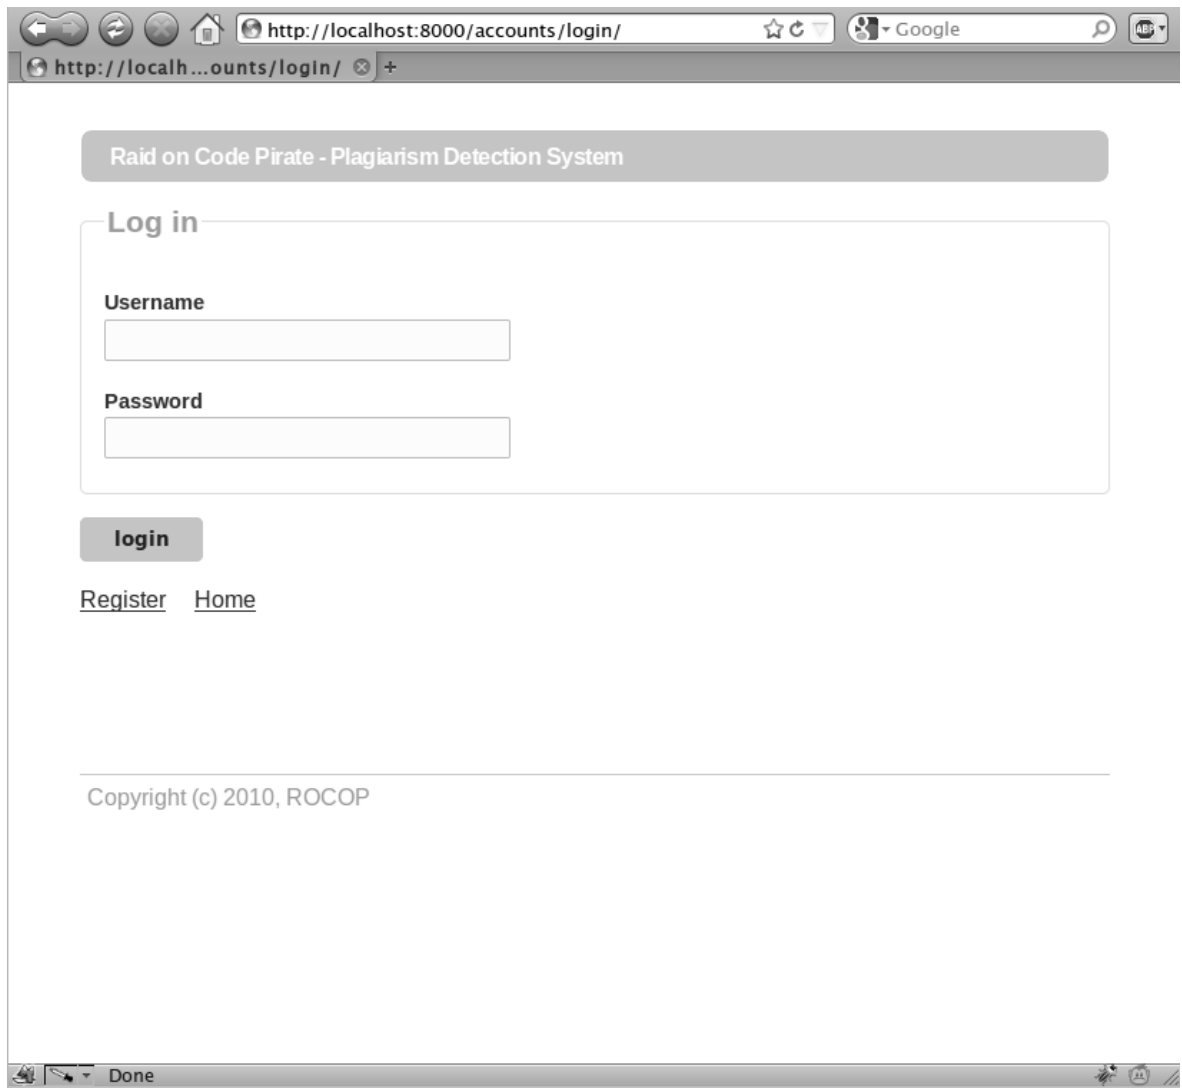 http://localhost:8000/accounts/login/
Google
ABP
http://localh...ounts/login/
+
Raid on Code Pirate - Plagiarism Detection System
Log in
Username
Password
login
Register Home
Copyright (c) 2010, ROCOP
Done